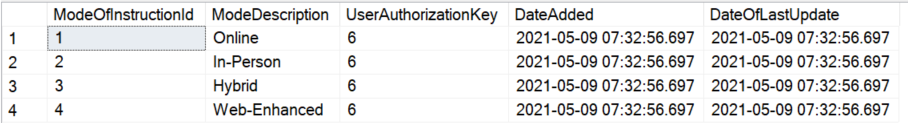 ModeOfInstructionId ModeDescription UserAuthorizationKey DateAdded DateOfLastUpdate
1 1 Online 6 2021-05-09 07:32:56.697 2021-05-09 07:32:56.697
2 2 In-Person 6 2021-05-09 07:32:56.697 2021-05-09 07:32:56.697
3 3 Hybrid 6 2021-05-09 07:32:56.697 2021-05-09 07:32:56.697
4 4 Web-Enhanced 6 2021-05-09 07:32:56.697 2021-05-09 07:32:56.697